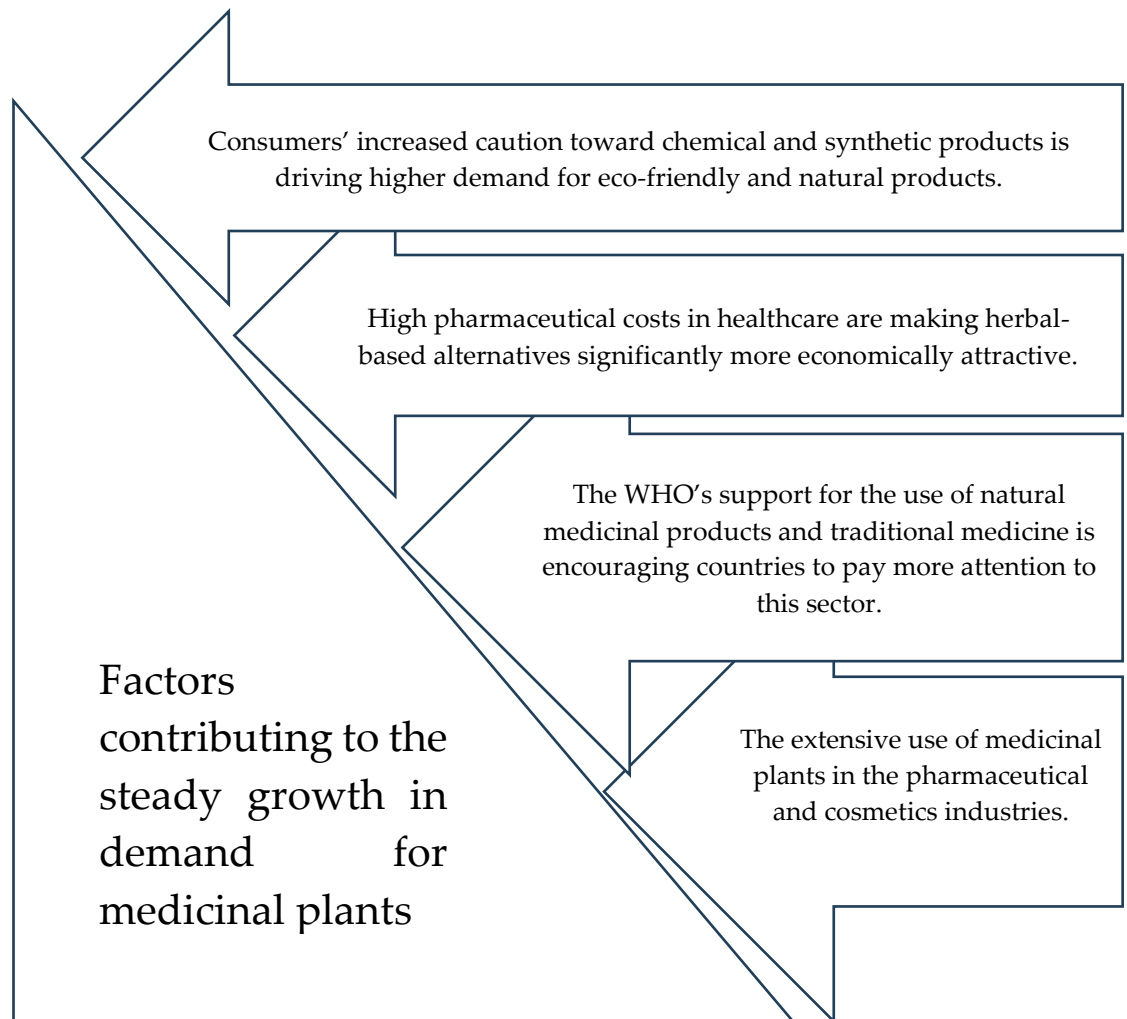 Consumers’ increased caution toward chemical and synthetic products is
driving higher demand for eco-friendly and natural products.
High pharmaceutical costs in healthcare are making herbal-
based alternatives significantly more economically attractive.
The WHO’s support for the use of natural
medicinal products and traditional medicine is
encouraging countries to pay more attention to
this sector.
The extensive use of medicinal
plants in the pharmaceutical
and cosmetics industries.
Factors
contributing to the
steady growth in
demand for
medicinal plants